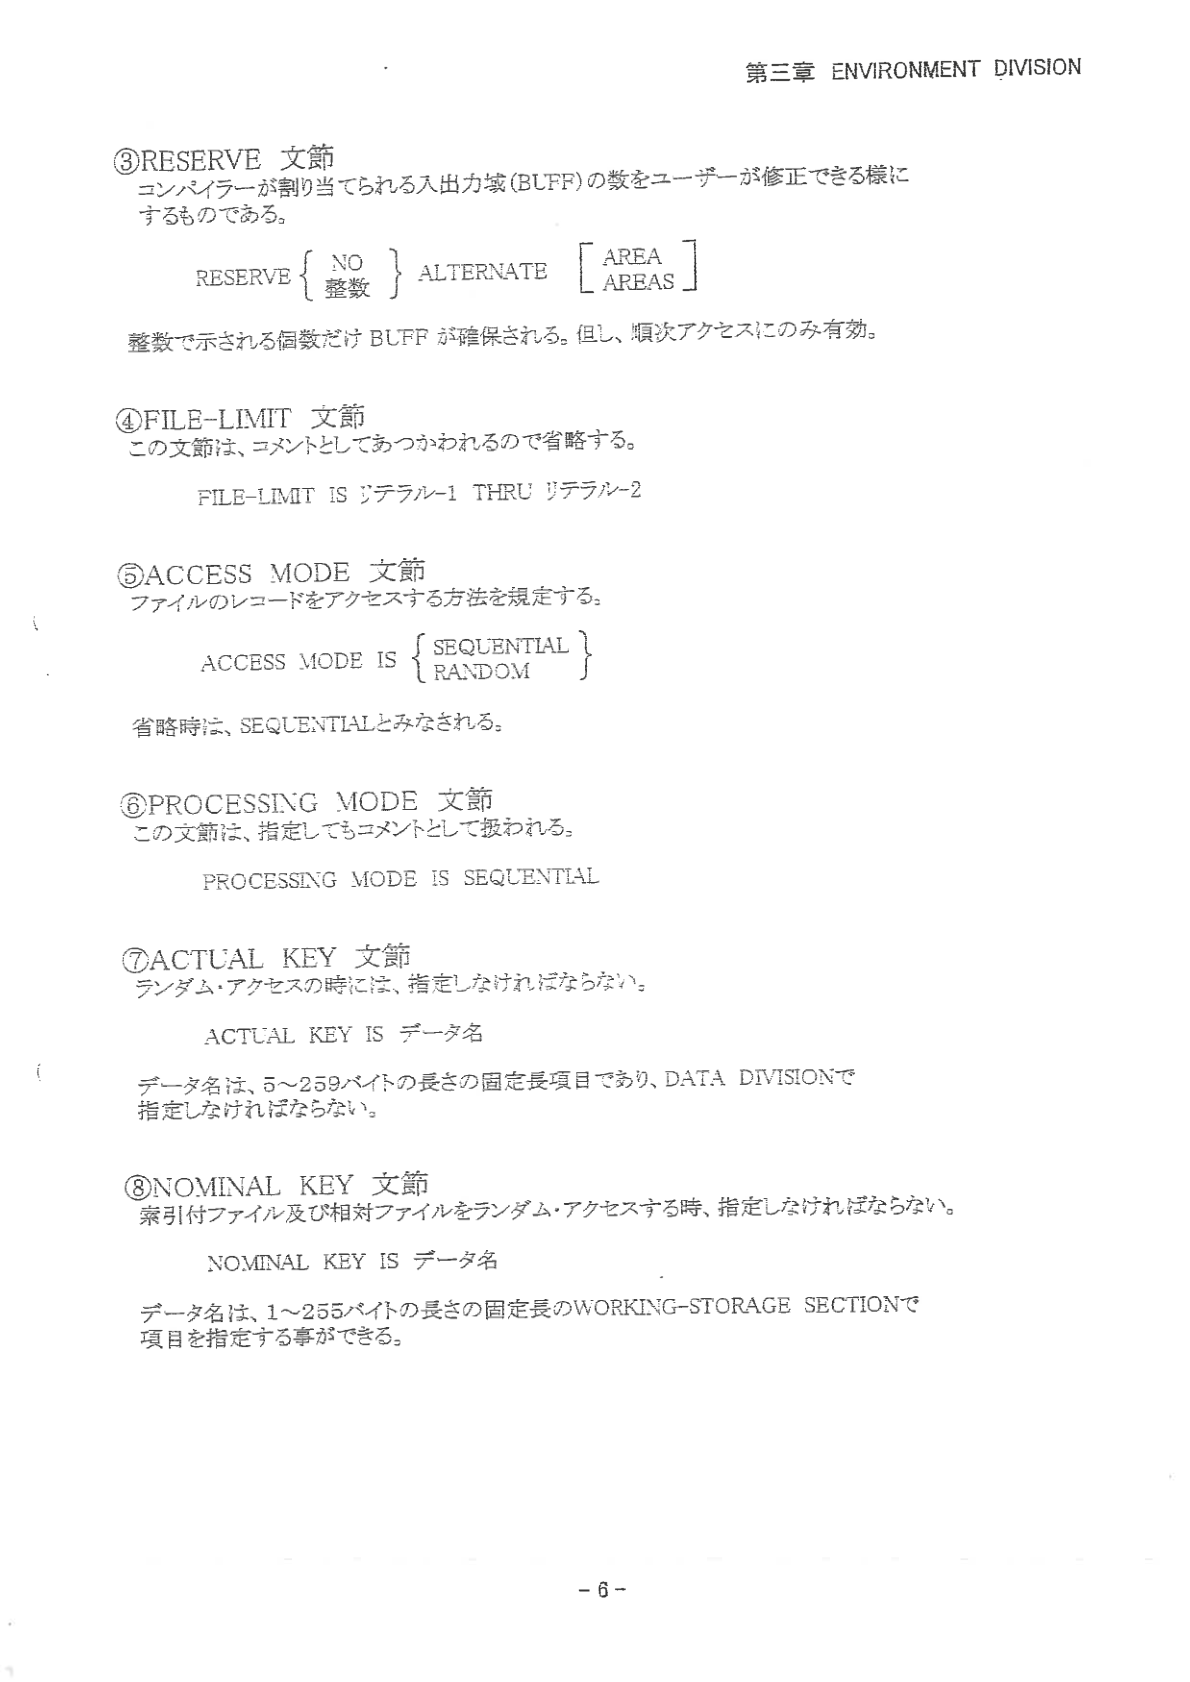 第三章 ENVIRONMENT DIVISION
③RESERVE 文節
コンパイラーが割り当てられる入出力域(BUFF)の数をユーザーが修正できる様に
するものである。
RESERVE { NO 整数 } ALTERNATE [ AREA AREAS ]
整数で示される個数だけ BUFF が確保される。但し、順次アクセスにのみ有効。
④FILE-LIMIT 文節
この文節は、コメントとしてあつかわれるので省略する。
FILE-LIMIT IS リテラル-1 THRU リテラル-2
⑤ACCESS MODE 文節
ファイルのレコードをアクセスする方法を規定する。
ACCESS MODE IS { SEQUENTIAL RANDOM }
省略時は、SEQUENTIALとみなされる。
⑥PROCESSING MODE 文節
この文節は、指定してもコメントとして扱われる。
PROCESSING MODE IS SEQUENTIAL
⑦ACTUAL KEY 文節
ランダム・アクセスの時には、指定しなければならない。
ACTUAL KEY IS データ名
データ名は、5～259バイトの長さの固定長項目であり、DATA DIVISIONで
指定しなければならない。
⑧NOMINAL KEY 文節
索引付ファイル及び相対ファイルをランダム・アクセスする時、指定しなければならない。
NOMINAL KEY IS データ名
データ名は、1～255バイトの長さの固定長のWORKING-STORAGE SECTIONで
項目を指定する事ができる。
- 6 -